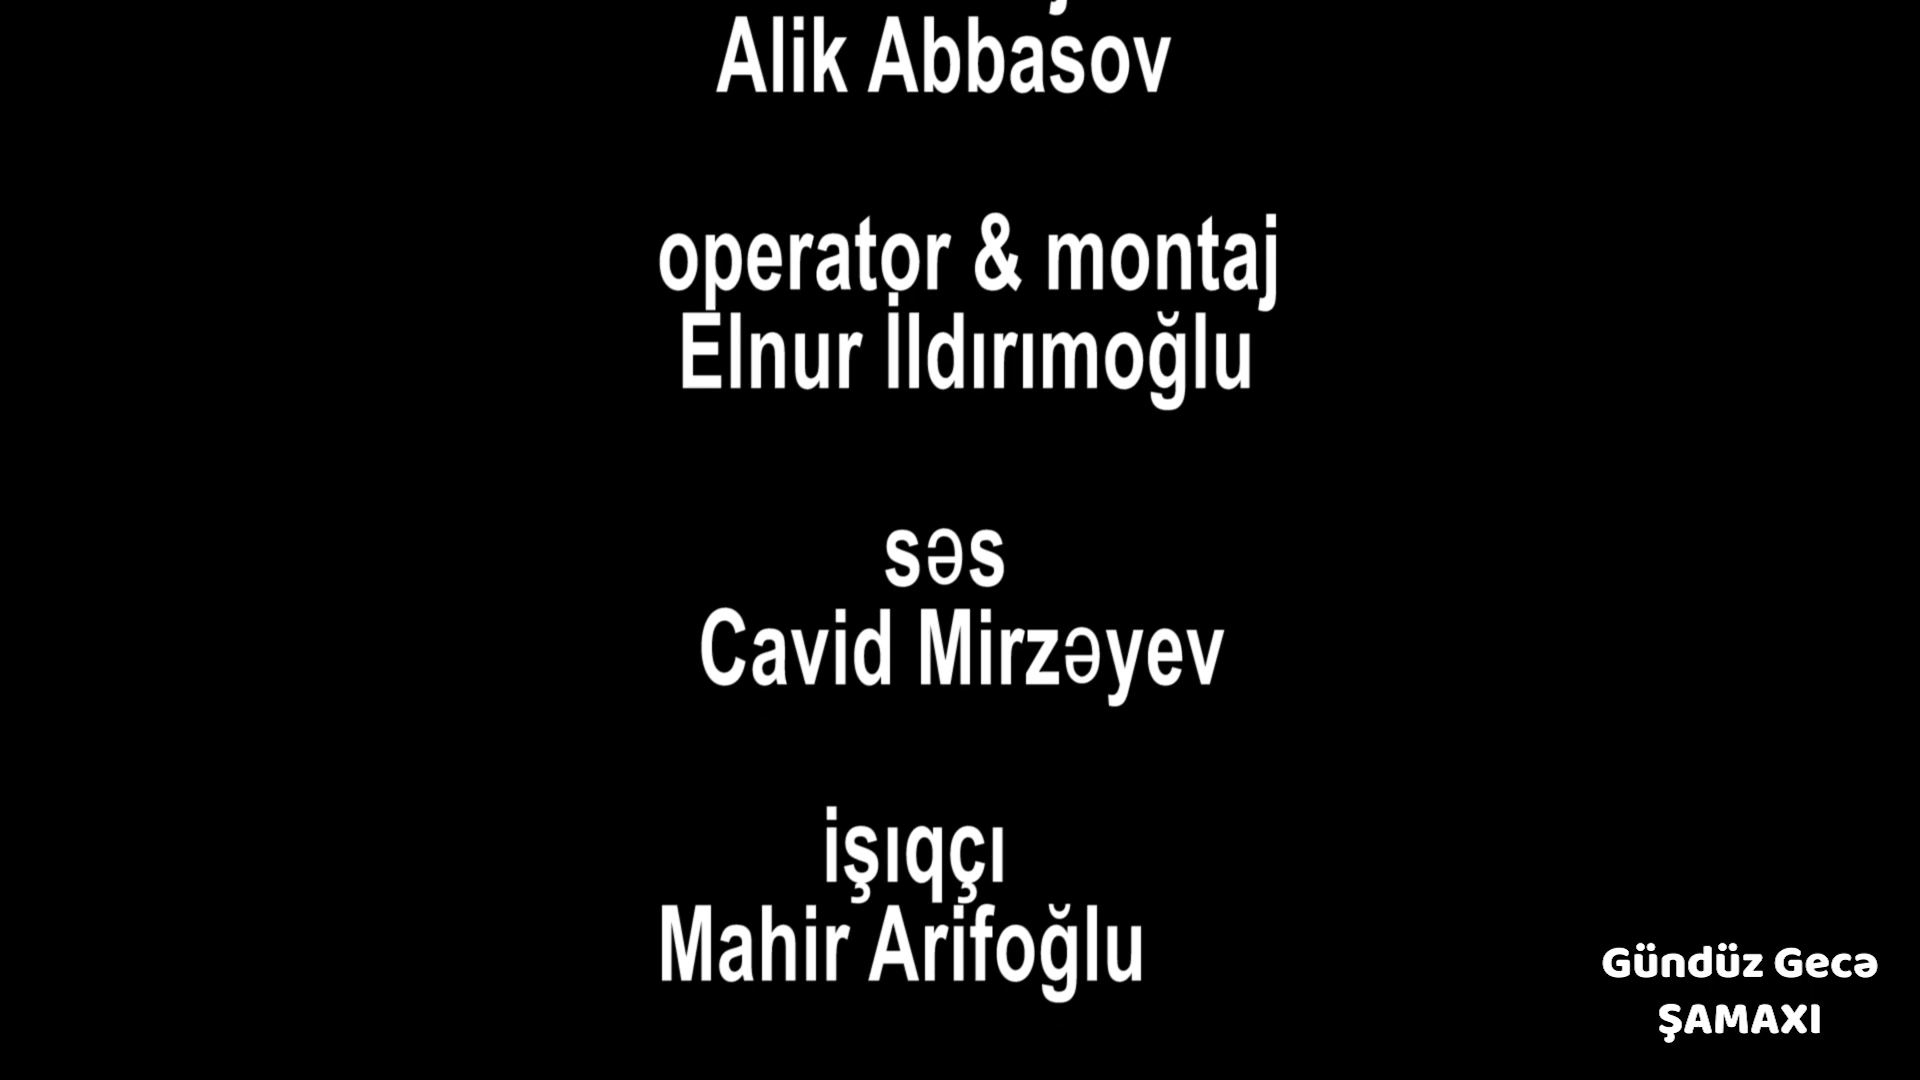 Alik Abbasov
operator & montaj
Elnur İldırımoğlu
səs
Cavid Mirzəyev
işıqçı
Mahir Arifoğlu
Gündüz Gecə
ŞAMAXI